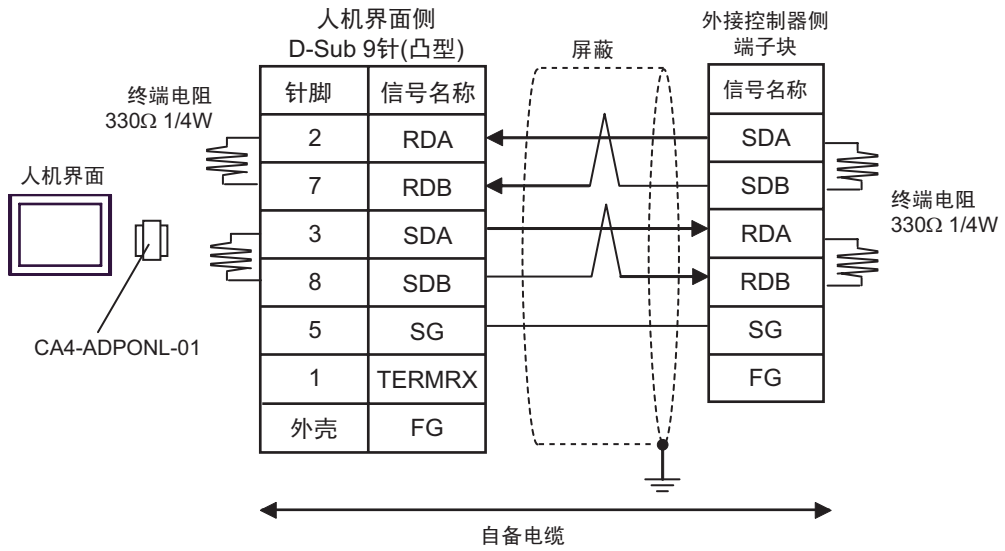 人机界面侧
D-Sub 9针(凸型)
外接控制器侧
端子块
屏蔽
终端电阻
330Ω 1/4W
人机界面
CA4-ADPONL-01
针脚 信号名称
2 RDA
7 RDB
3 SDA
8 SDB
5 SG
1 TERMRX
外壳 FG
信号名称
SDA
SDB
RDA
RDB
SG
FG
终端电阻
330Ω 1/4W
自备电缆